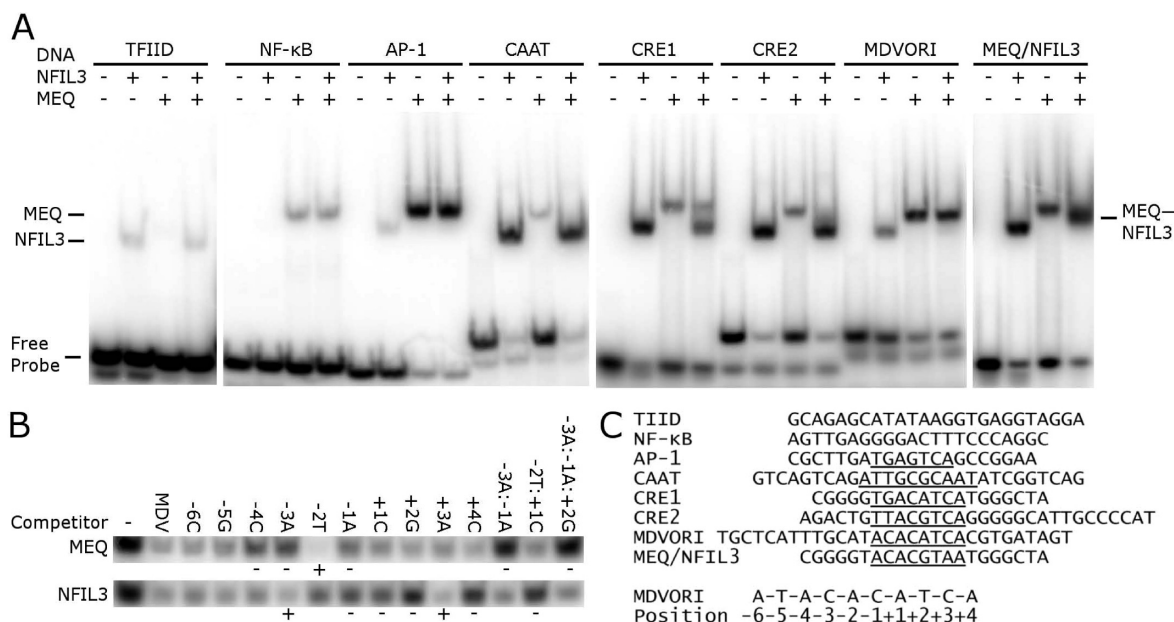 A
DNA TFIID NF-κB AP-1 CAAT CRE1 CRE2 MDVORI MEQ/NFIL3
NFIL3 - + - + - + - + - + - + - + - + - + - + - + - + - + - + - + - +
MEQ - - + + - - + + - - + + - - + + - - + + - - + + - - + + - - + +
MEQ
NFIL3
Free
Probe
MEQ
NFIL3
B
Competitor - MDV -6C -5G -4C -3A -2T -1A +1C +2G +3A +4C -3A:-1A -2T:+1C -3A:-1A:+2G
MEQ
- - + - - -
NFIL3
+ - - - + - -
C
TIID GCAGAGCATATAAGGTGAGGTAGGA
NF-κB AGTTGAGGGGACTTTCCCAGGC
AP-1 CGCTTGATGAGTCAGCCGGAA
CAAT GTCAGTCAGATTGCGCAATATCGGTCAG
CRE1 CGGGGTGACATCATGGGCTA
CRE2 AGACTGTTACGTCAGGGGGCATTGCCCCAT
MDVORI TGCTCATTTGCATACACATCACGTGATAGT
MEQ/NFIL3 CGGGGTACACGTAATGGGCTA
MDVORI A-T-A-C-A-C-A-T-C-A
Position -6-5-4-3-2-1+1+2+3+4